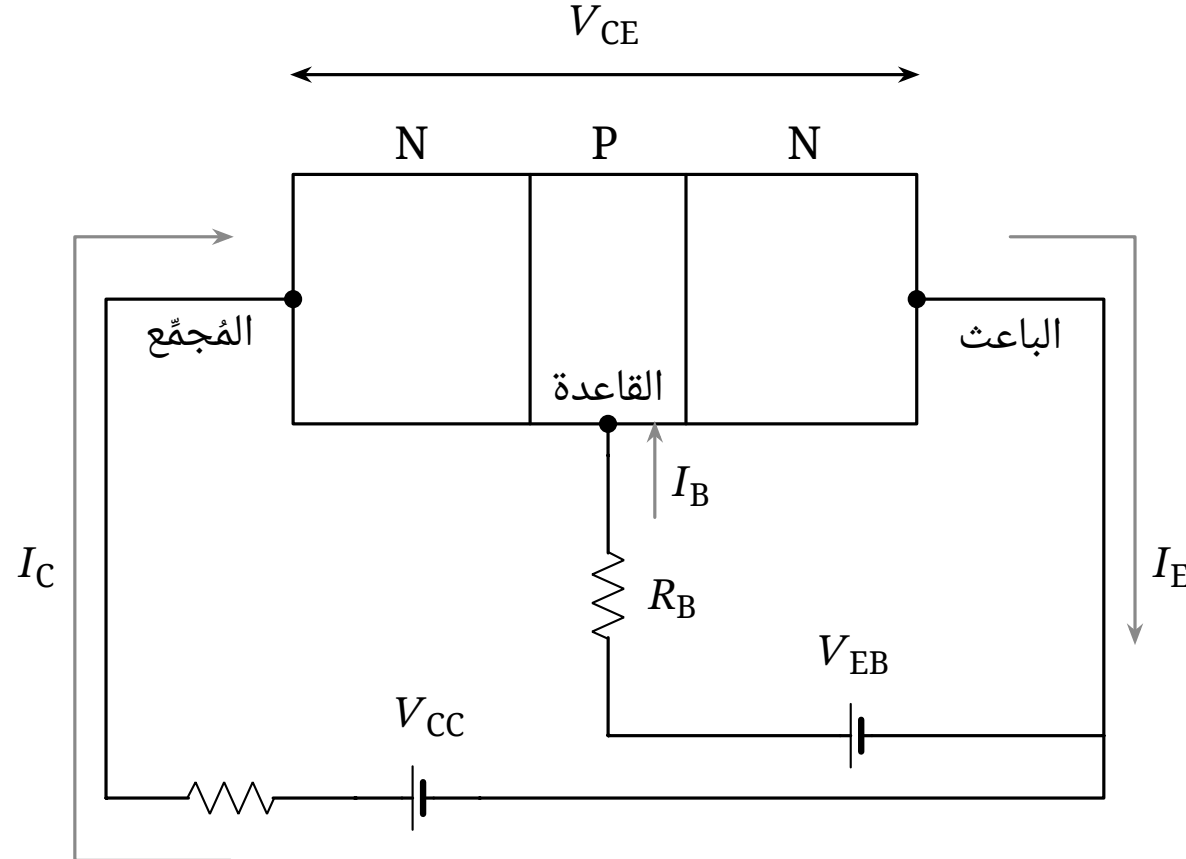 V_CE
N P N
المُجمِّع
الباعث
القاعدة
I_B
I_C
R_B
I_E
V_EB
V_CC